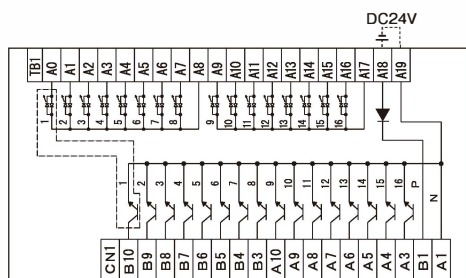 DC24V
TB1 A0 A1 A2 A3 A4 A5 A6 A7 A8 A9 A10 A11 A12 A13 A14 A15 A16 A17 A18 A19
1 2 3 4 5 6 7 8 9 10 11 12 13 14 15 16
1 2 3 4 5 6 7 8 9 10 11 12 13 14 15 16 P N
CN1 B10 B9 B8 B7 B6 B5 B4 B3 A10 A9 A8 A7 A6 A5 A4 A3 B1 A1